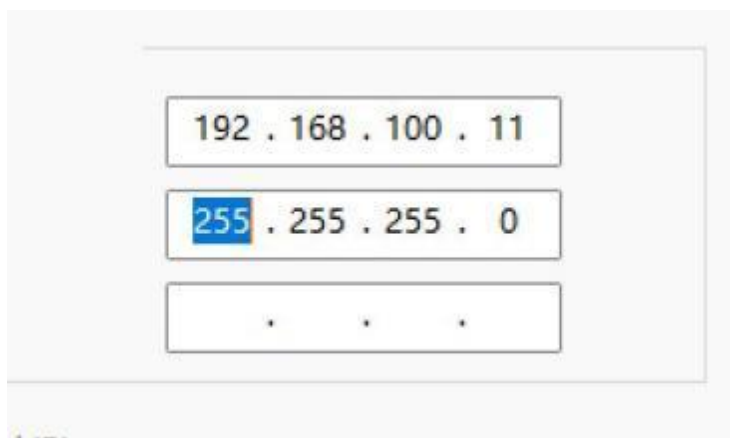 192 . 168 . 100 . 11
255 . 255 . 255 . 0
. . .